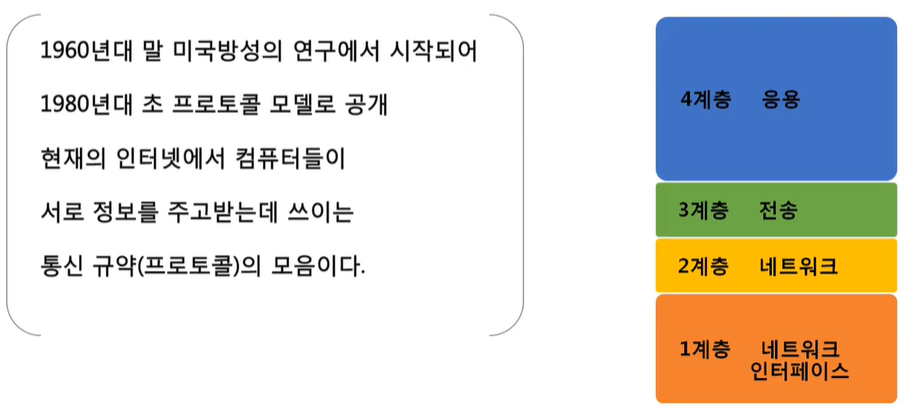 1960년대 말 미국방성의 연구에서 시작되어
1980년대 초 프로토콜 모델로 공개
현재의 인터넷에서 컴퓨터들이
서로 정보를 주고받는데 쓰이는
통신 규약(프로토콜)의 모음이다.
4계층 응용
3계층 전송
2계층 네트워크
1계층 네트워크
인터페이스